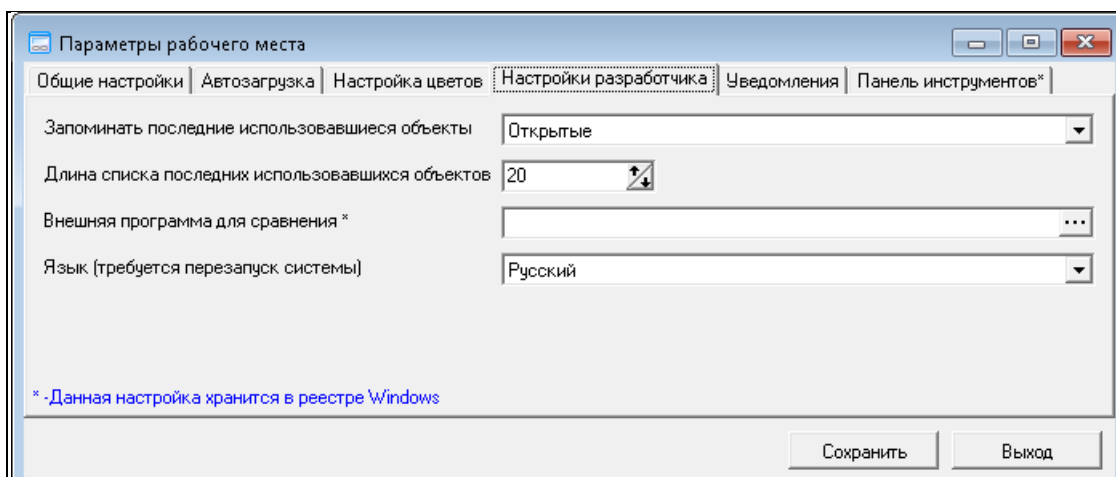 Параметры рабочего места
Общие настройки Автозагрузка Настройка цветов Настройки разработчика Уведомления Панель инструментов*
Запоминать последние использовавшиеся объекты Открытые
Длина списка последних использовавшихся объектов 20
Внешняя программа для сравнения * ...
Язык (требуется перезапуск системы) Русский
* -Данная настройка хранится в реестре Windows
Сохранить Выход